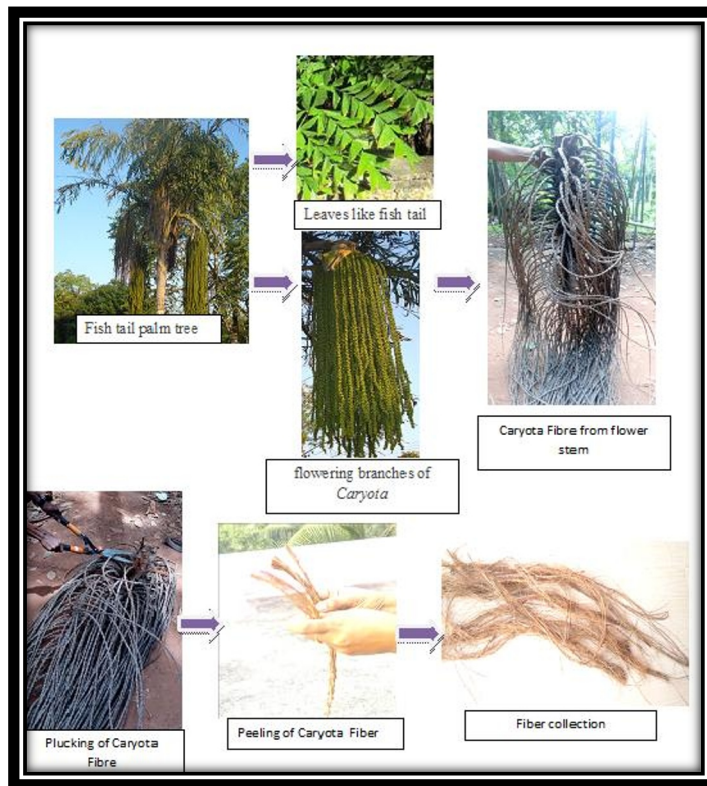 Leaves like fish tail
Fish tail palm tree
flowering branches of
Caryota
Caryota Fibre from flower
stem
Plucking of Caryota
Fibre
Peeling of Caryota Fiber
Fiber collection